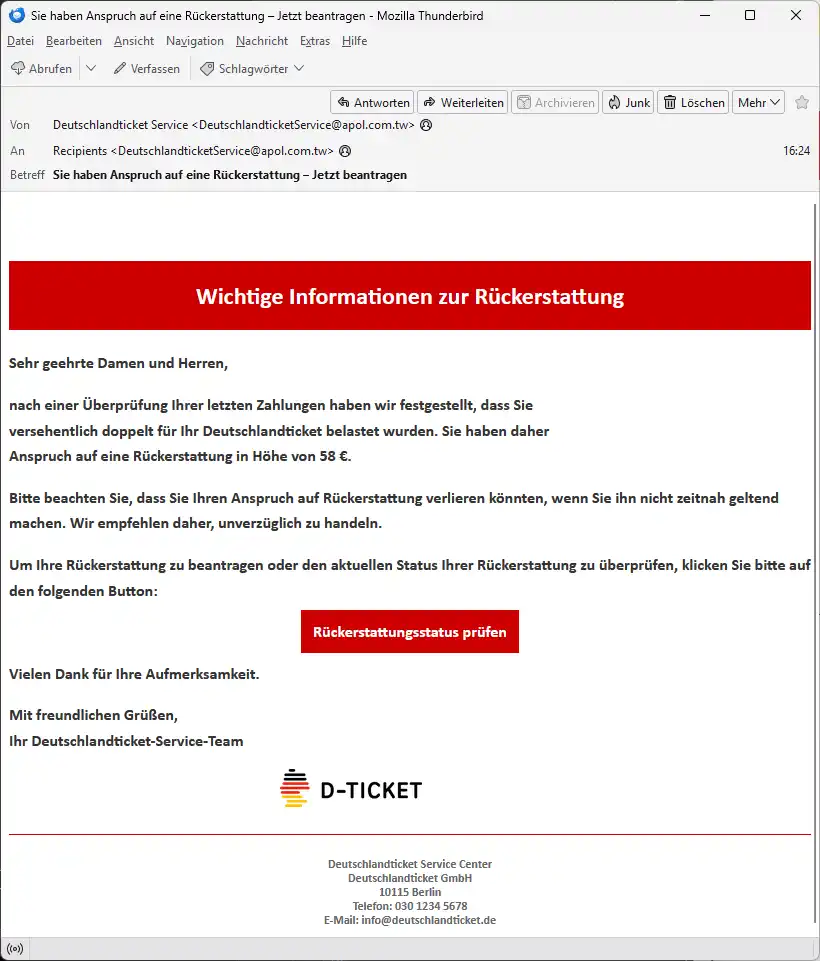 Sie haben Anspruch auf eine Rückerstattung – Jetzt beantragen - Mozilla Thunderbird
Datei Bearbeiten Ansicht Navigation Nachricht Extras Hilfe
Abrufen Verfassen Schlagwörter
Antworten Weiterleiten Archivieren Junk Löschen Mehr
Von Deutschlandticket Service <DeutschlandticketService@apol.com.tw>
An Recipients <DeutschlandticketService@apol.com.tw> 16:24
Betreff Sie haben Anspruch auf eine Rückerstattung – Jetzt beantragen
Wichtige Informationen zur Rückerstattung
Sehr geehrte Damen und Herren,
nach einer Überprüfung Ihrer letzten Zahlungen haben wir festgestellt, dass Sie
versehentlich doppelt für Ihr Deutschlandticket belastet wurden. Sie haben daher
Anspruch auf eine Rückerstattung in Höhe von 58 €.
Bitte beachten Sie, dass Sie Ihren Anspruch auf Rückerstattung verlieren könnten, wenn Sie ihn nicht zeitnah geltend
machen. Wir empfehlen daher, unverzüglich zu handeln.
Um Ihre Rückerstattung zu beantragen oder den aktuellen Status Ihrer Rückerstattung zu überprüfen, klicken Sie bitte auf
den folgenden Button:
Rückerstattungsstatus prüfen
Vielen Dank für Ihre Aufmerksamkeit.
Mit freundlichen Grüßen,
Ihr Deutschlandticket-Service-Team
D-TICKET
Deutschlandticket Service Center
Deutschlandticket GmbH
10115 Berlin
Telefon: 030 1234 5678
E-Mail: info@deutschlandticket.de